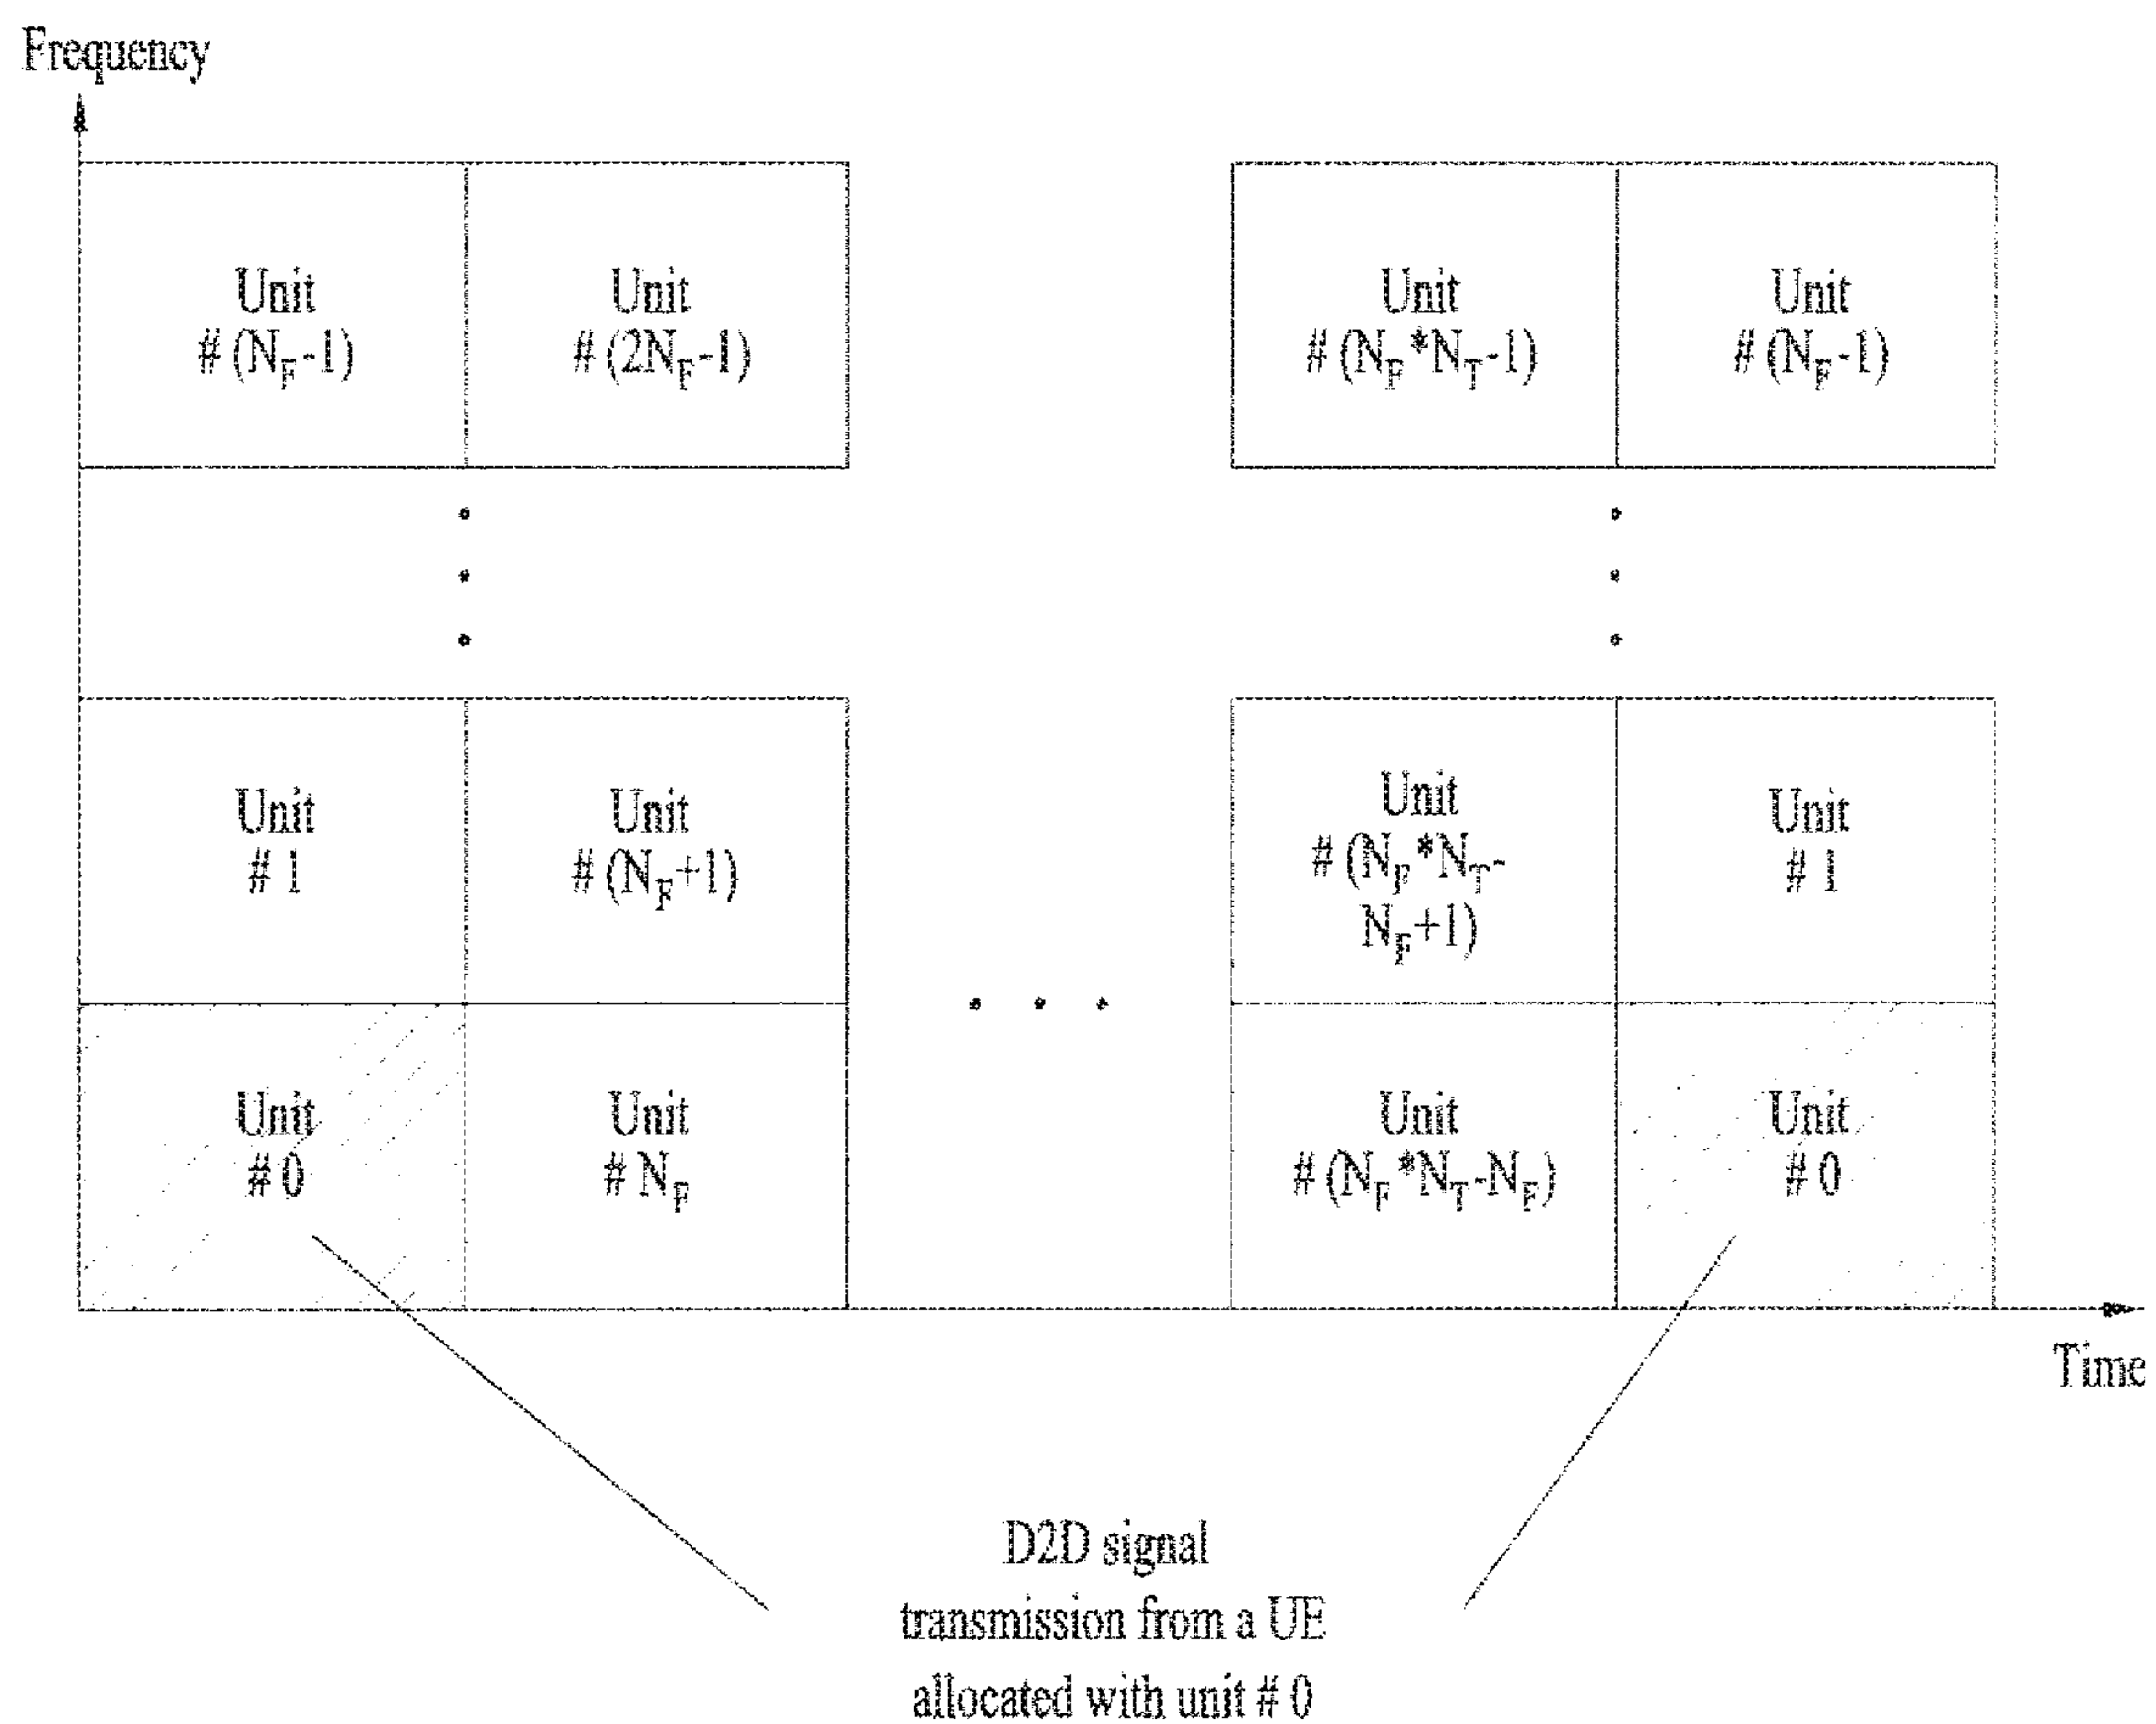 Frequency
Unit
# (N_F-1)
Unit
# (2N_F-1)
Unit
# (N_F*N_T-1)
Unit
# (N_F-1)
Unit
# 1
Unit
# (N_F+1)
Unit
# (N_F*N_T-
N_F+1)
Unit
# 1
Unit
# 0
Unit
# N_F
Unit
# (N_F*N_T-N_F)
Unit
# 0
Time
D2D signal
transmission from a UE
allocated with unit # 0